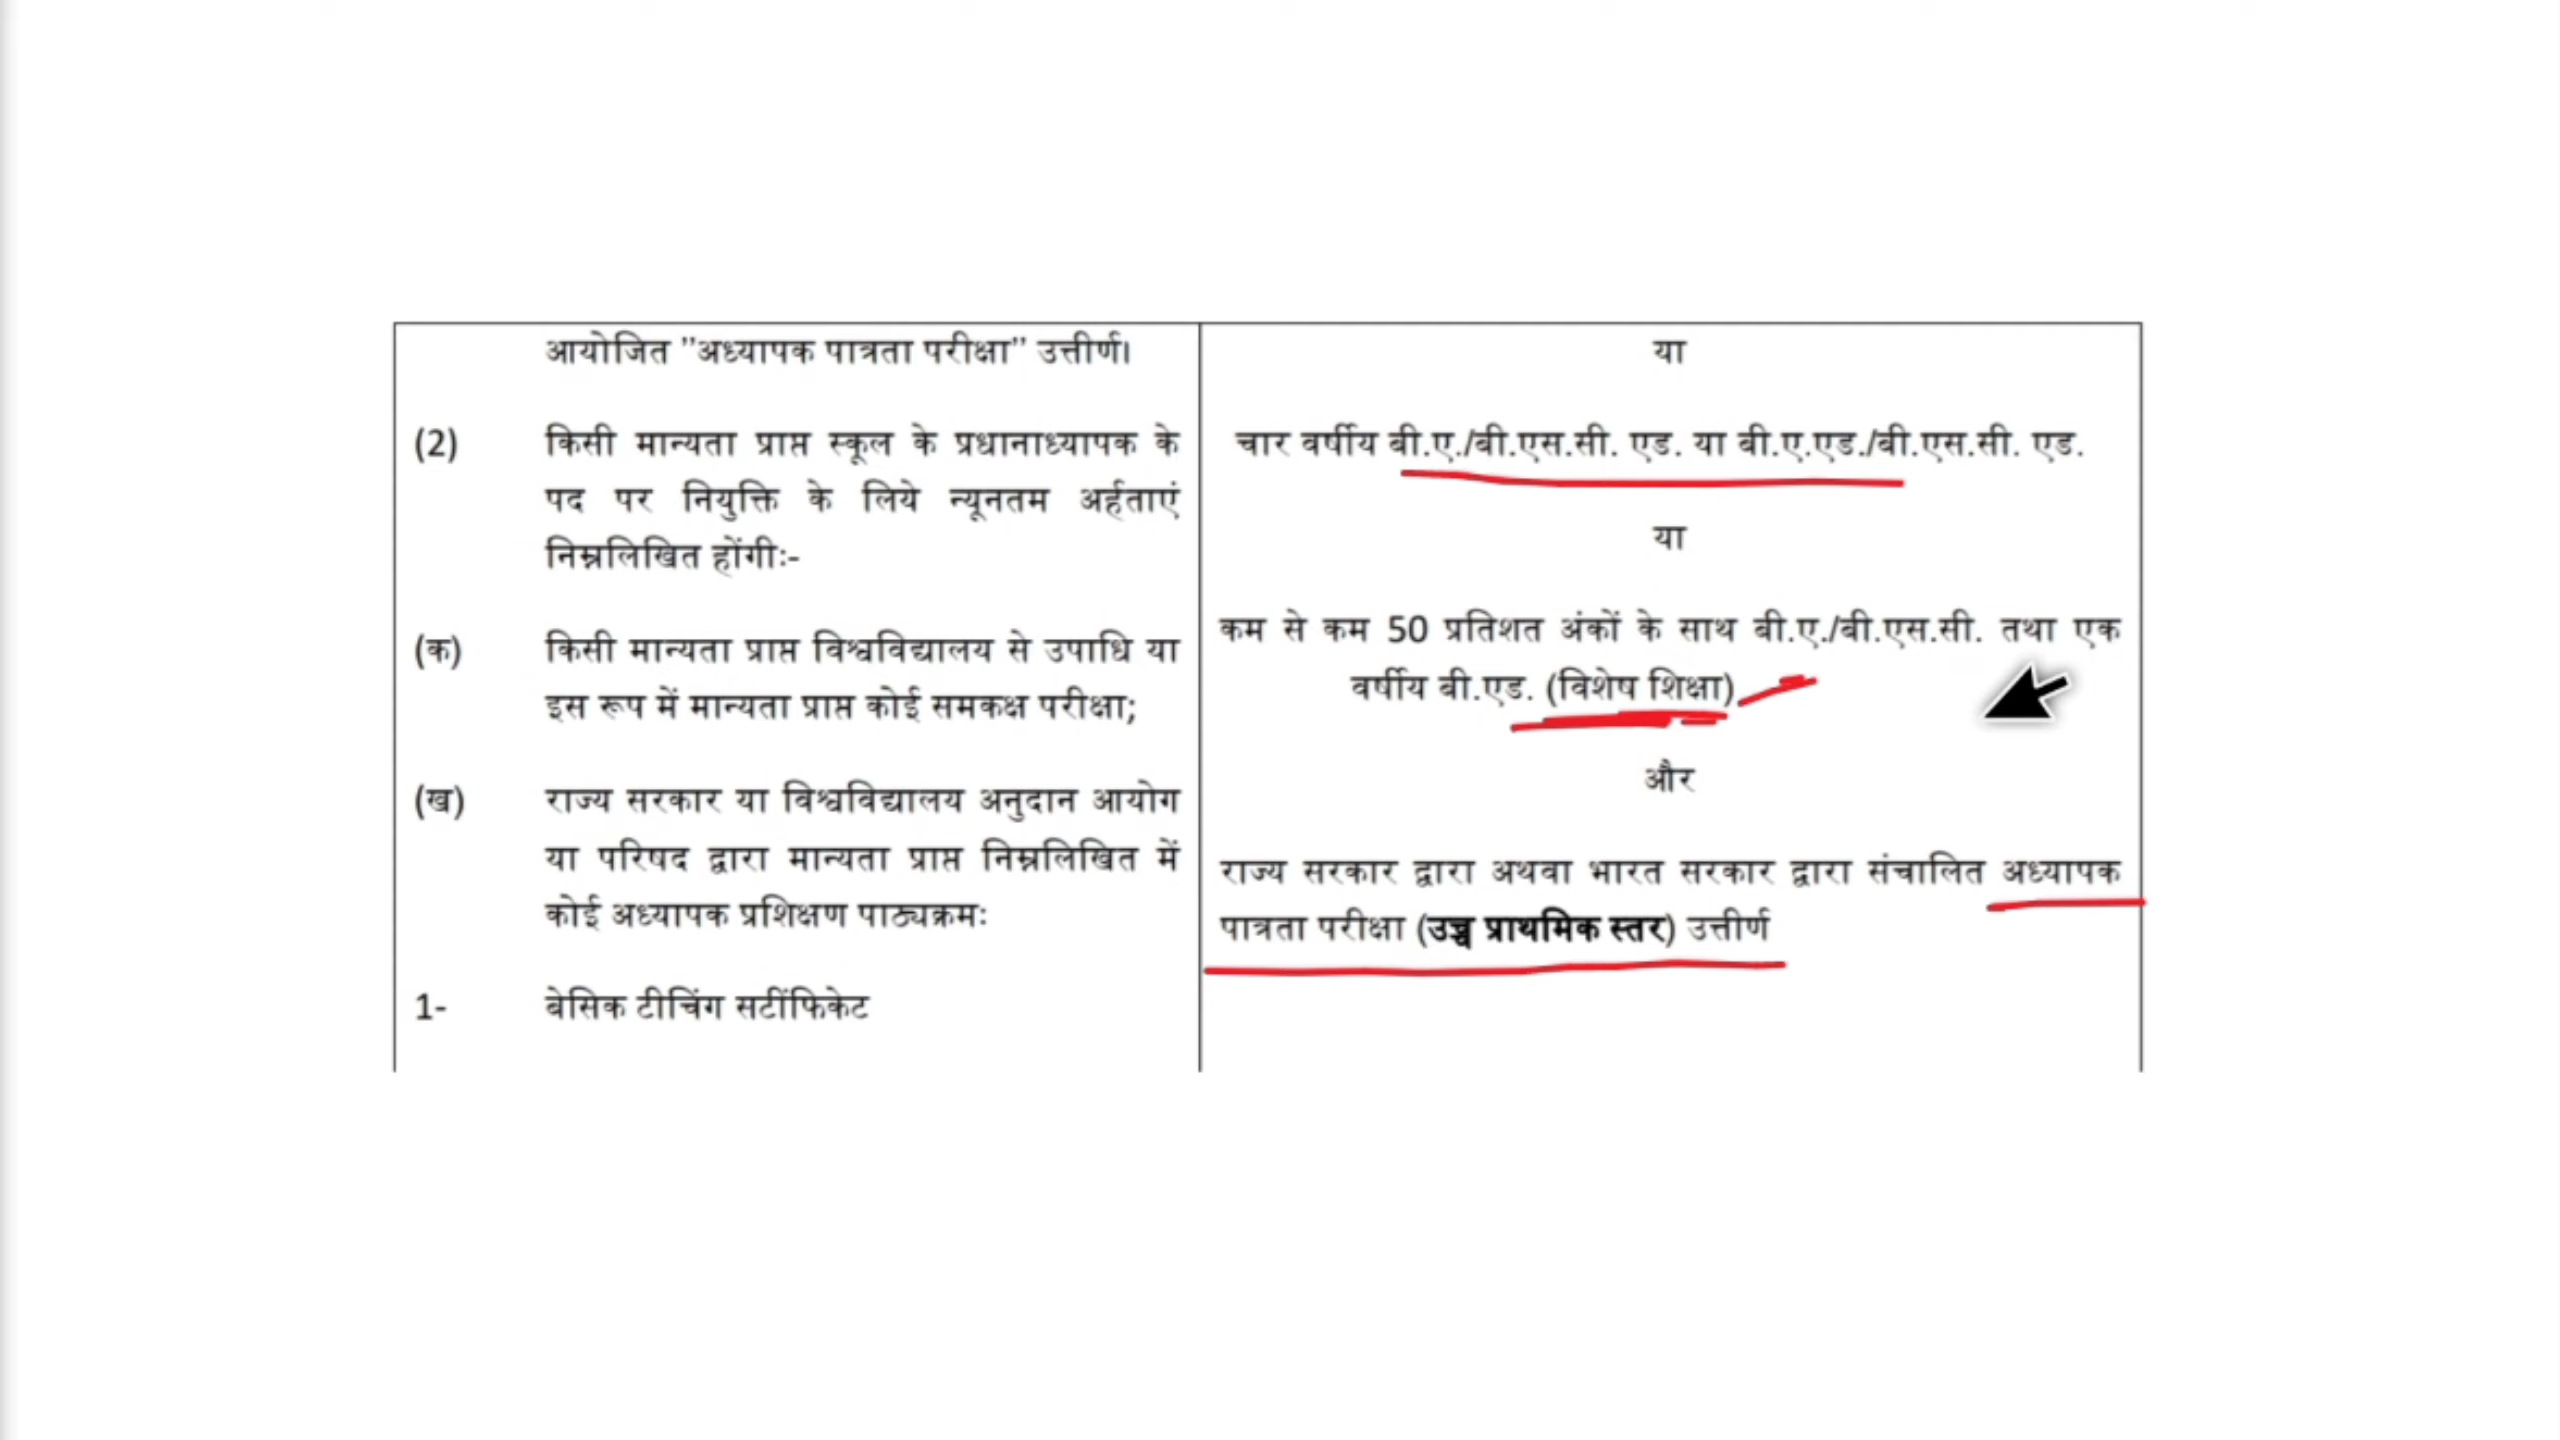 आयोजित "अध्यापक पात्रता परीक्षा" उत्तीर्ण।
(2) किसी मान्यता प्राप्त स्कूल के प्रधानाध्यापक के
पद पर नियुक्ति के लिये न्यूनतम अर्हताएं
निम्नलिखित होंगीः-
(क) किसी मान्यता प्राप्त विश्वविद्यालय से उपाधि या
इस रूप में मान्यता प्राप्त कोई समकक्ष परीक्षा;
(ख) राज्य सरकार या विश्वविद्यालय अनुदान आयोग
या परिषद द्वारा मान्यता प्राप्त निम्नलिखित में
कोई अध्यापक प्रशिक्षण पाठ्यक्रमः
1- बेसिक टीचिंग सर्टीफिकेट
या
चार वर्षीय बी.ए./बी.एस.सी. एड. या बी.ए.एड./बी.एस.सी. एड.
या
कम से कम 50 प्रतिशत अंकों के साथ बी.ए./बी.एस.सी. तथा एक
वर्षीय बी.एड. (विशेष शिक्षा)
और
राज्य सरकार द्वारा अथवा भारत सरकार द्वारा संचालित अध्यापक
पात्रता परीक्षा (उच्च प्राथमिक स्तर) उत्तीर्ण